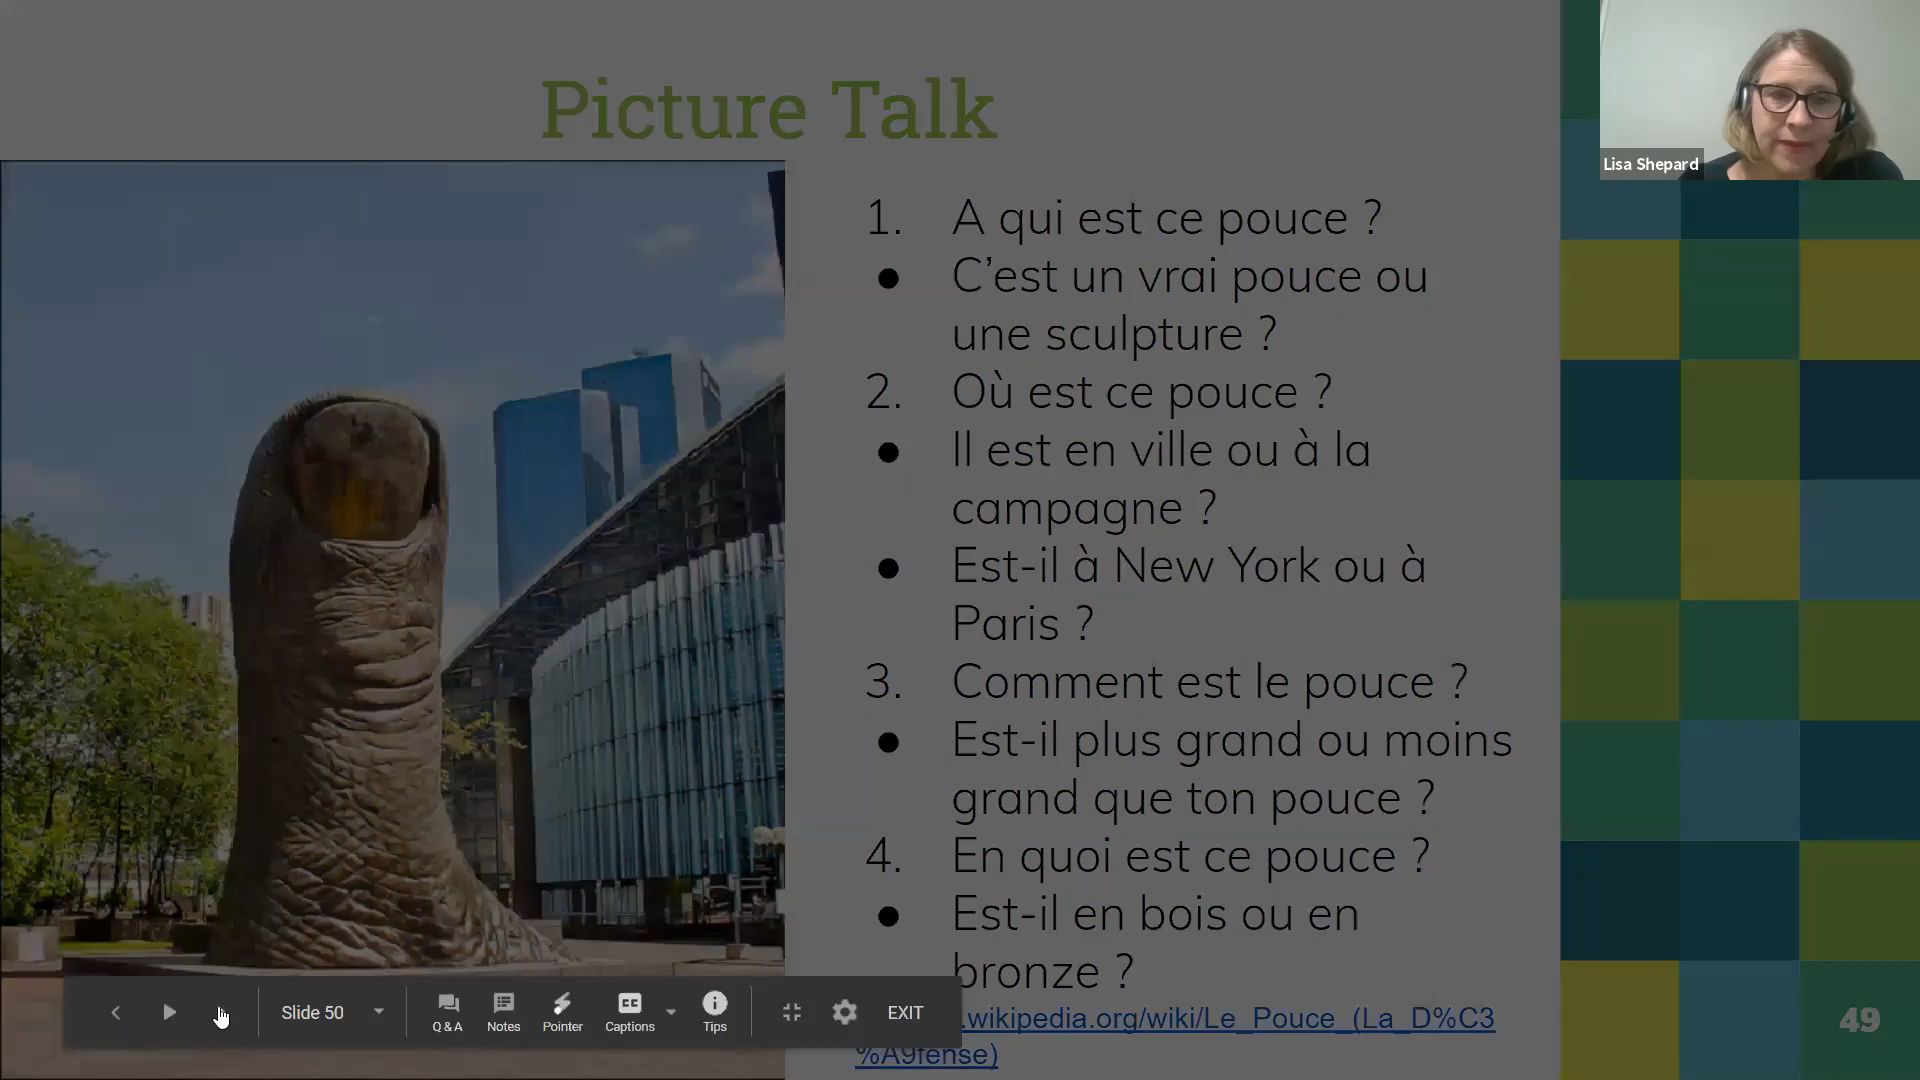 Picture Talk
Lisa Shepard
1. A qui est ce pouce ?
● C’est un vrai pouce ou
une sculpture ?
2. Où est ce pouce ?
● Il est en ville ou à la
campagne ?
● Est-il à New York ou à
Paris ?
3. Comment est le pouce ?
● Est-il plus grand ou moins
grand que ton pouce ?
4. En quoi est ce pouce ?
● Est-il en bois ou en
bronze ?
.wikipedia.org/wiki/Le_Pouce_(La_D%C3
%A9fense)
Slide 50
Q & A
Notes
Pointer
CC
Captions
Tips
EXIT
49